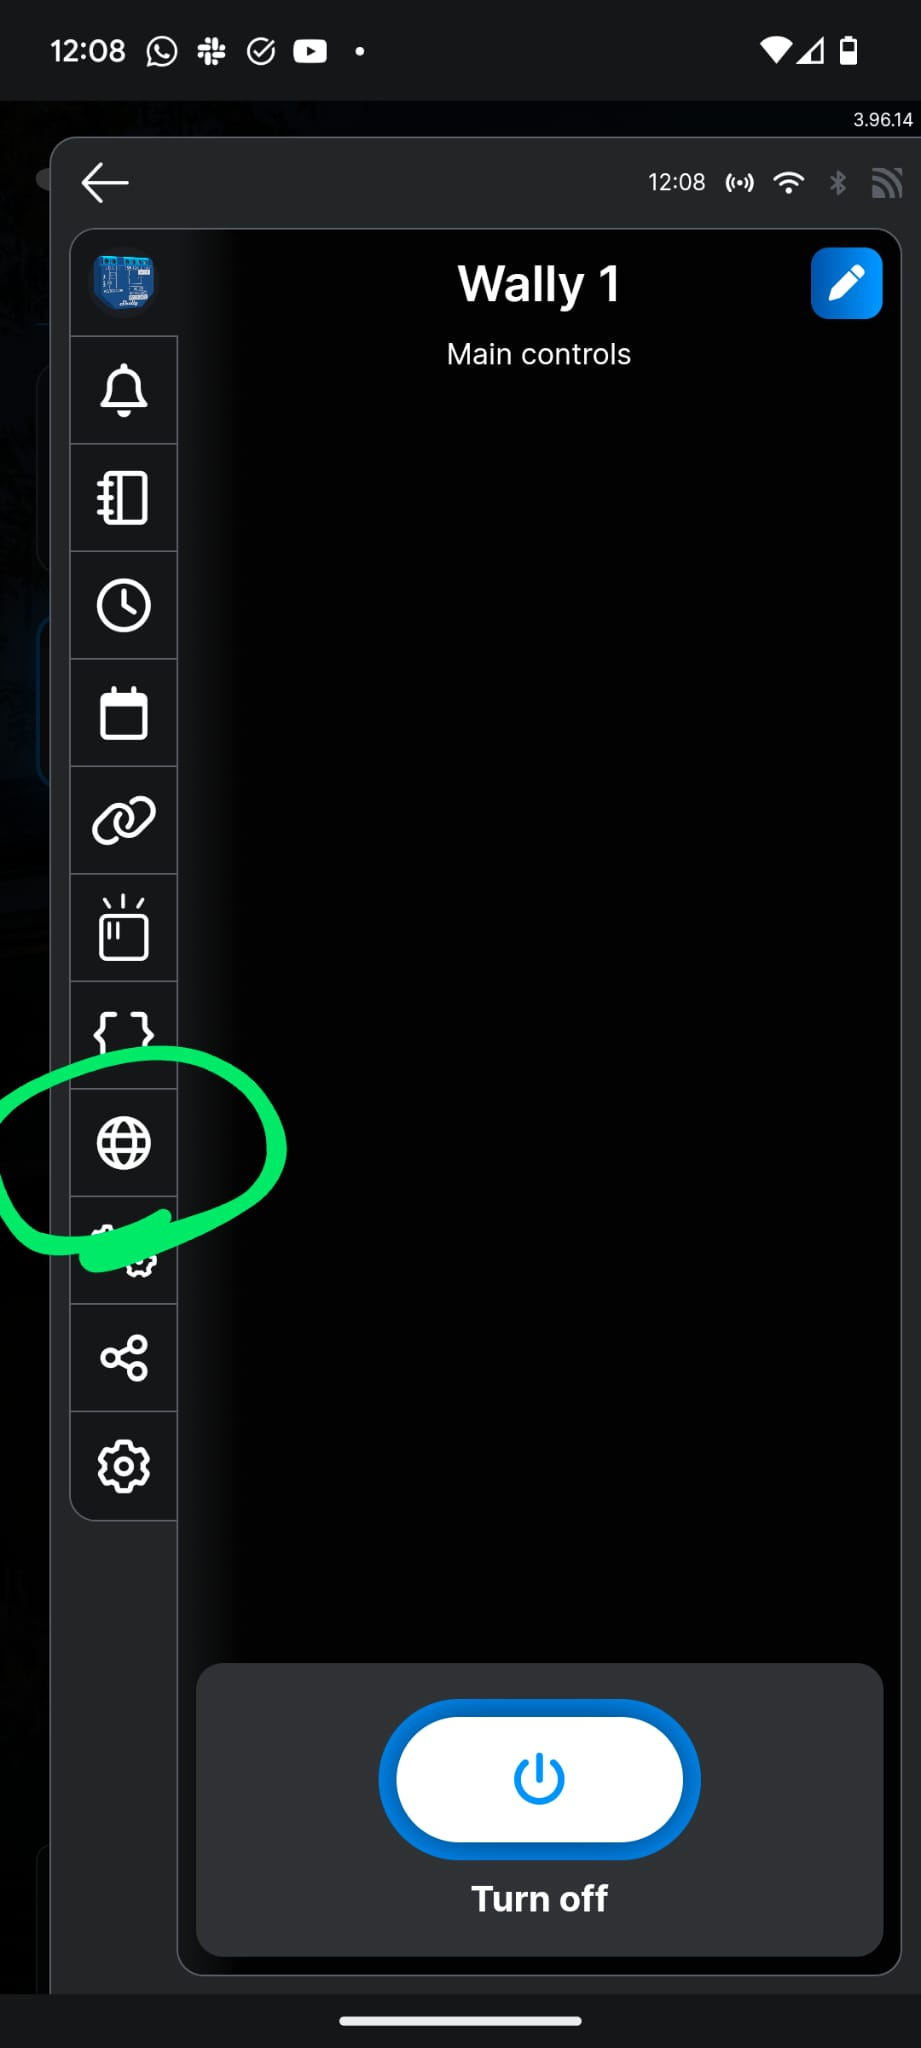 12:08
3.96.14
12:08
Wally 1
Main controls
Turn off